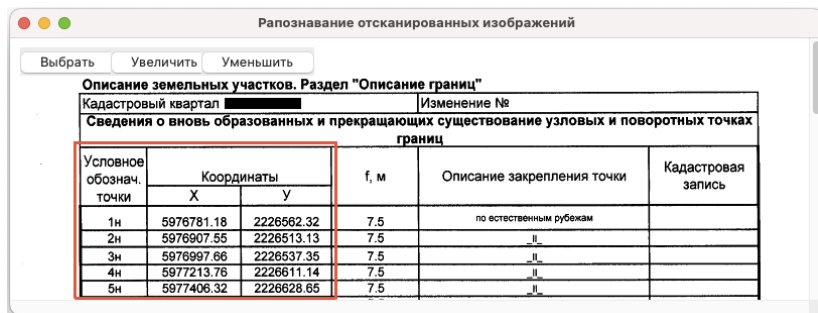 Рапознавание отсканированных изображений
Выбрать Увеличить Уменьшить
Описание земельных участков. Раздел "Описание границ"
Кадастровый квартал Изменение №
Сведения о вновь образованных и прекращающих существование узловых и поворотных точках
границ
Условное обознач. точки Координаты X У f, м Описание закрепления точки Кадастровая запись
1н 5976781.18 2226562.32 7.5 по естественным рубежам
2н 5976907.55 2226513.13 7.5 _II_
3н 5976997.66 2226537.35 7.5 _II_
4н 5977213.76 2226611.14 7.5 _II_
5н 5977406.32 2226628.65 7.5 _II_